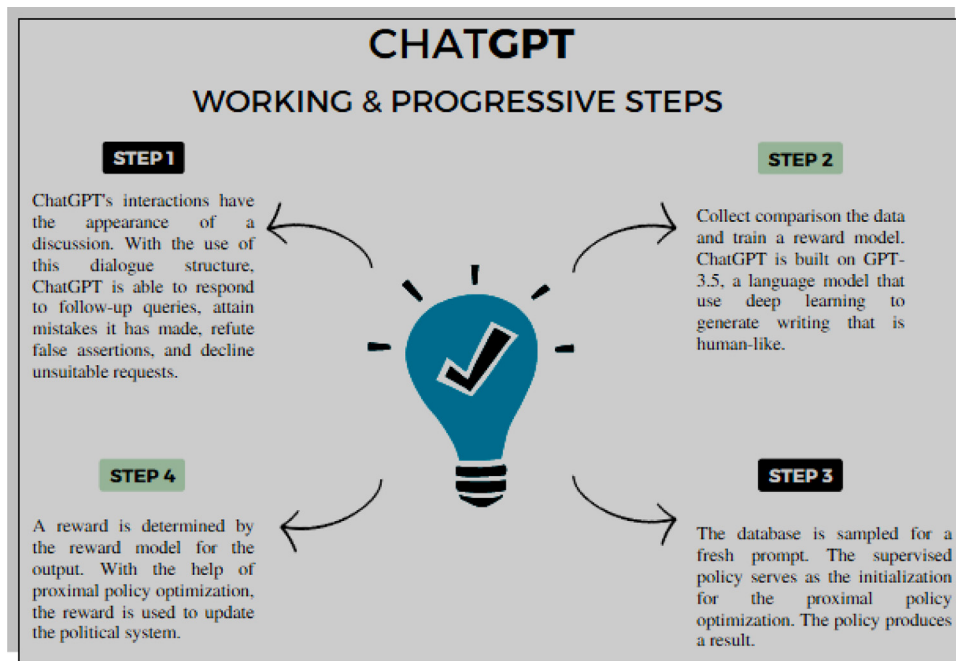 CHATGPT
WORKING & PROGRESSIVE STEPS
STEP 1
ChatGPT's interactions have
the appearance of a
discussion. With the use of
this dialogue structure,
ChatGPT is able to respond
to follow-up queries, attain
mistakes it has made, refute
false assertions, and decline
unsuitable requests.
STEP 2
Collect comparison the data
and train a reward model.
ChatGPT is built on GPT-
3.5, a language model that
use deep learning to
generate writing that is
human-like.
STEP 3
The database is sampled for a
fresh prompt. The supervised
policy serves as the initialization
for the proximal policy
optimization. The policy produces
a result.
STEP 4
A reward is determined by
the reward model for the
output. With the help of
proximal policy optimization,
the reward is used to update
the political system.